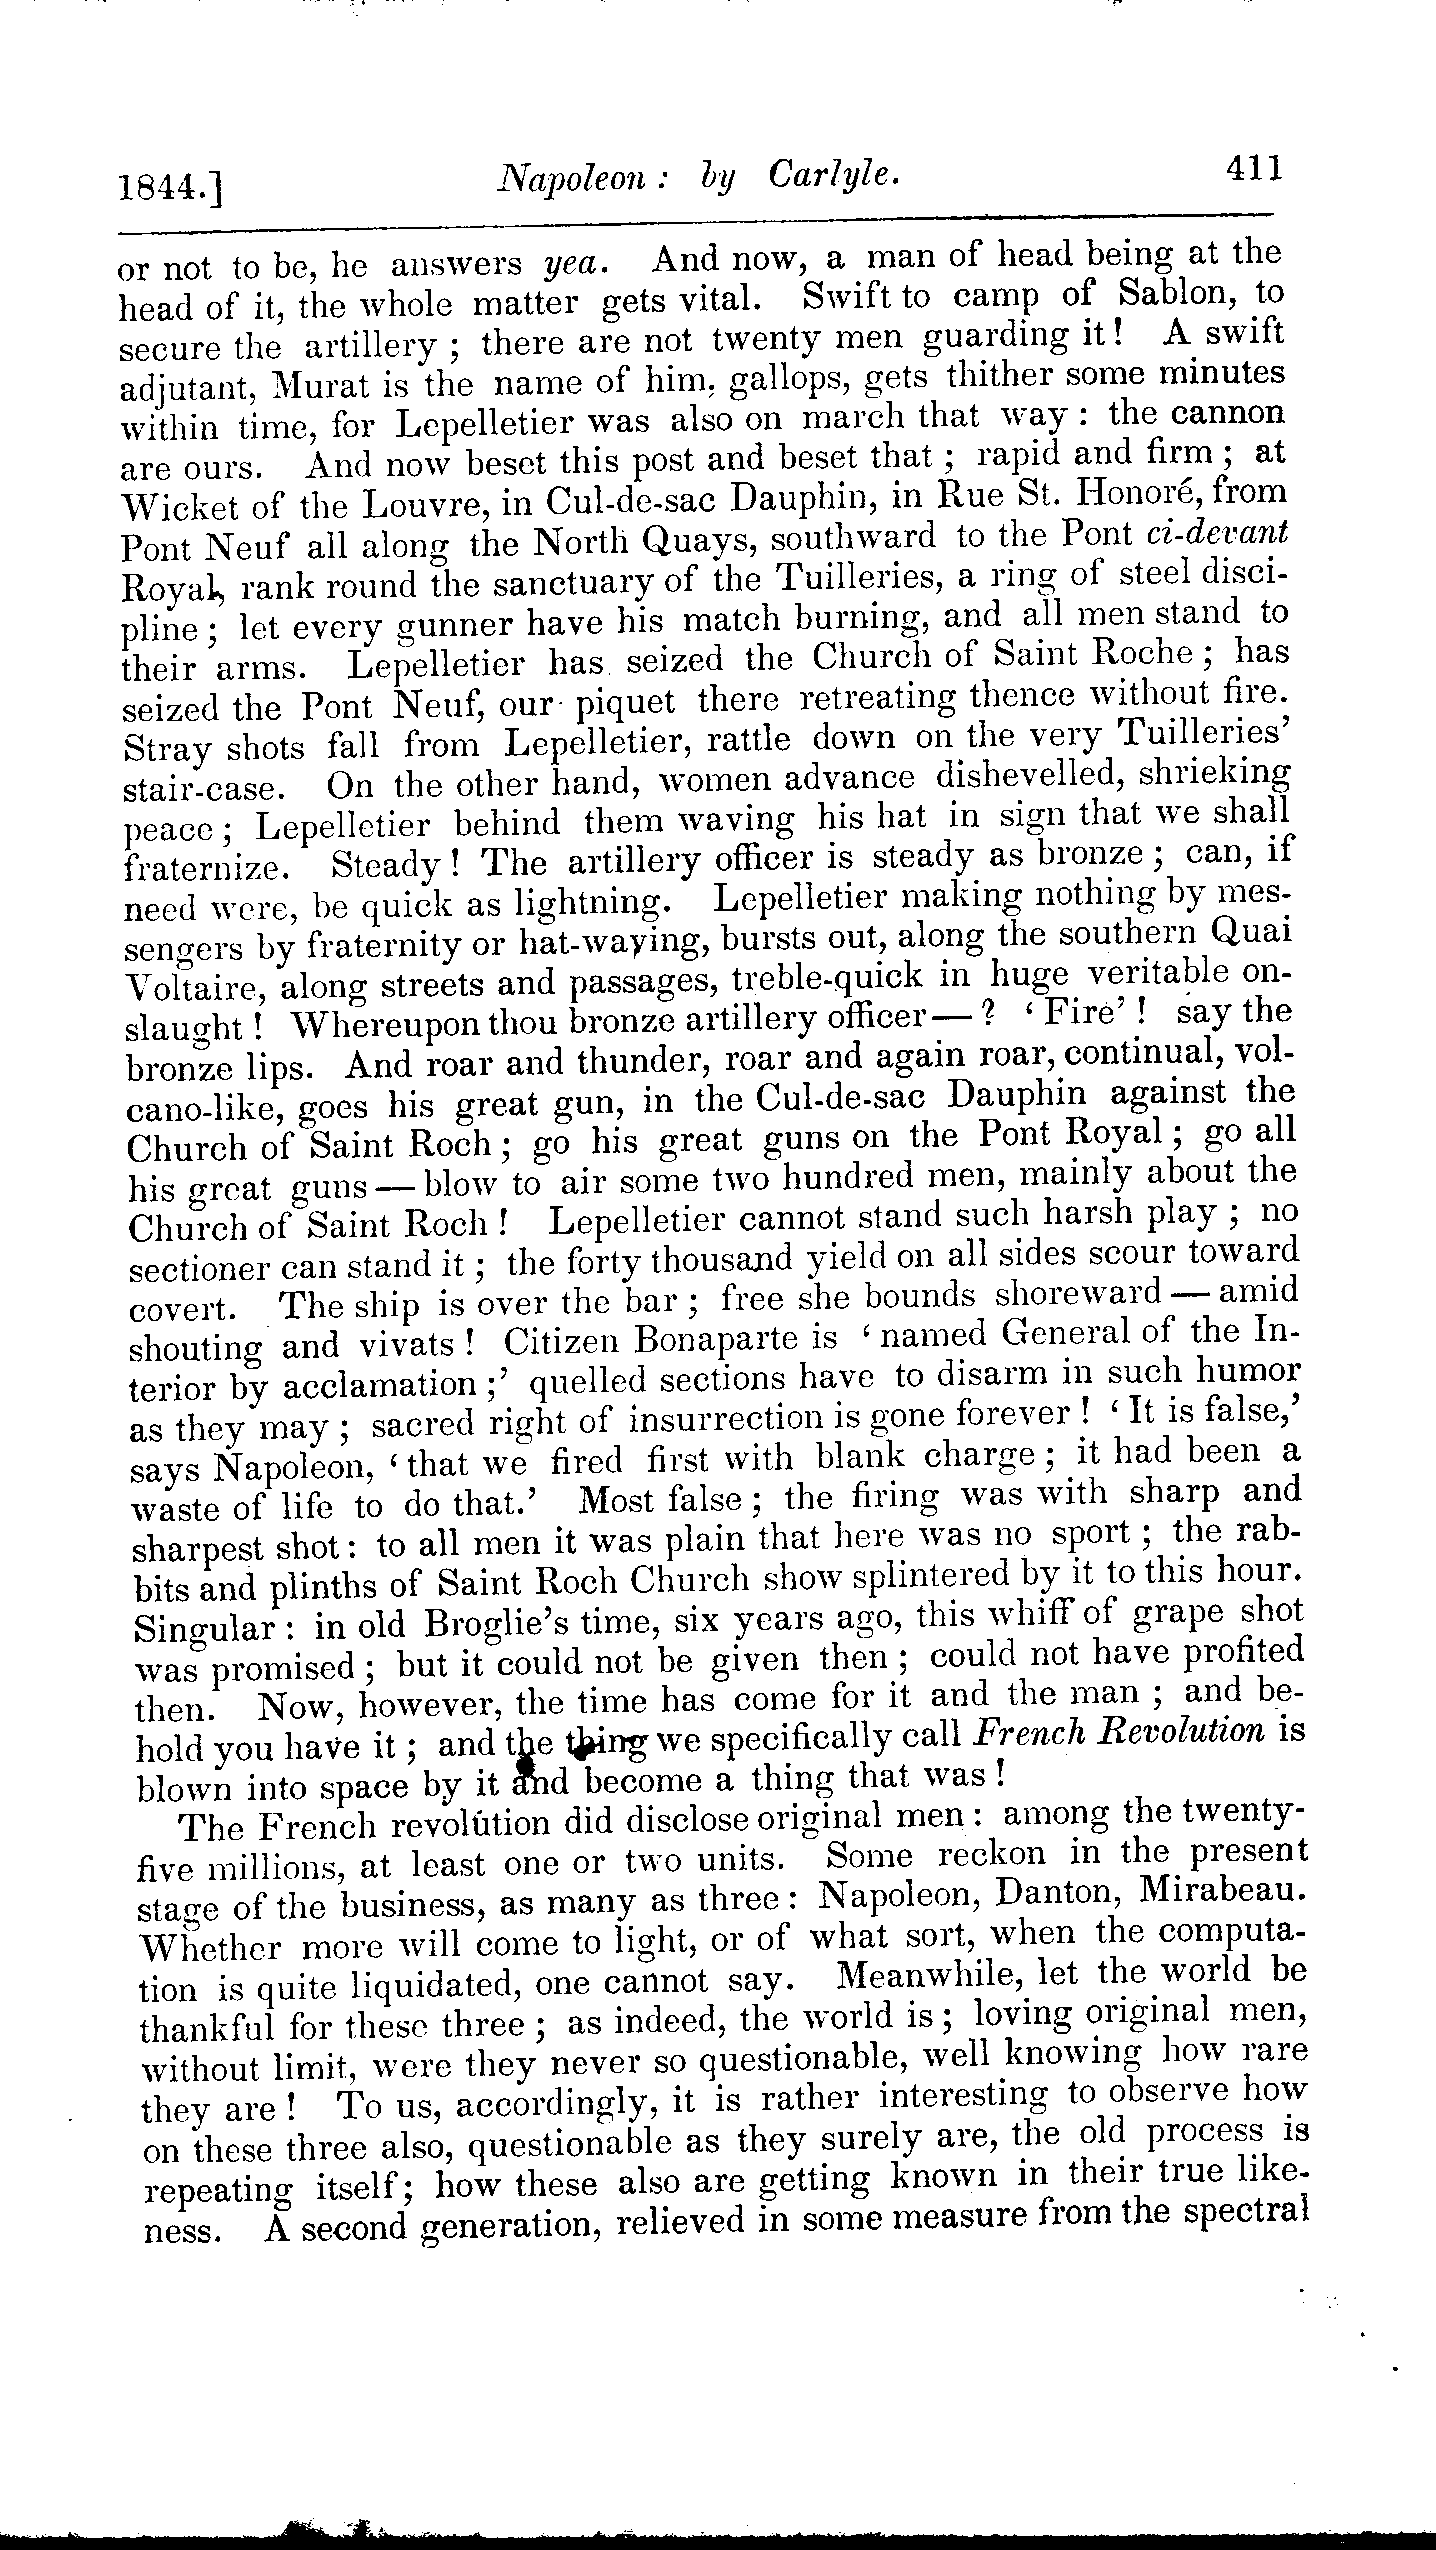 1844.] Napoleon: by Carlyle. 411
or not to be, he answers yea. And now, a man of head being at the
head of it, the whole matter gets vital. Swift to camp of Sablon, to
secure the artillery; there are not twenty men guarding it! A swift
adjutant, Murat is the name of him, gallops, gets thither some minutes
within time, for Lepelletier was also on march that way: the cannon
are ours. And now beset this post and beset that; rapid and firm; at
Wicket of the Louvre, in Cul-de-sac Dauphin, in Rue St. Honoré, from
Pont Neuf all along the North Quays, southward to the Pont ci-devant
Royal, rank round the sanctuary of the Tuilleries, a ring of steel disci-
pline; let every gunner have his match burning, and all men stand to
their arms. Lepelletier has seized the Church of Saint Roche; has
seized the Pont Neuf, our piquet there retreating thence without fire.
Stray shots fall from Lepelletier, rattle down on the very Tuilleries'
stair-case. On the other hand, women advance dishevelled, shrieking
peace; Lepelletier behind them waving his hat in sign that we shall
fraternize. Steady! The artillery officer is steady as bronze; can, if
need were, be quick as lightning. Lepelletier making nothing by mes-
sengers by fraternity or hat-waving, bursts out, along the southern Quai
Voltaire, along streets and passages, treble-quick in huge veritable on-
slaught! Whereupon thou bronze artillery officer—? 'Fire'! say the
bronze lips. And roar and thunder, roar and again roar, continual, vol-
cano-like, goes his great gun, in the Cul-de-sac Dauphin against the
Church of Saint Roch; go his great guns on the Pont Royal; go all
his great guns—blow to air some two hundred men, mainly about the
Church of Saint Roch! Lepelletier cannot stand such harsh play; no
sectioner can stand it; the forty thousand yield on all sides scour toward
covert. The ship is over the bar; free she bounds shoreward—amid
shouting and vivats! Citizen Bonaparte is 'named General of the In-
terior by acclamation;' quelled sections have to disarm in such humor
as they may; sacred right of insurrection is gone forever! 'It is false,'
says Napoleon, 'that we fired first with blank charge; it had been a
waste of life to do that.' Most false; the firing was with sharp and
sharpest shot: to all men it was plain that here was no sport; the rab-
bits and plinths of Saint Roch Church show splintered by it to this hour.
Singular: in old Broglie's time, six years ago, this whiff of grape shot
was promised; but it could not be given then; could not have profited
then. Now, however, the time has come for it and the man; and be-
hold you have it; and the thing we specifically call French Revolution is
blown into space by it and become a thing that was!
The French revolution did disclose original men: among the twenty-
five millions, at least one or two units. Some reckon in the present
stage of the business, as many as three: Napoleon, Danton, Mirabeau.
Whether more will come to light, or of what sort, when the computa-
tion is quite liquidated, one cannot say. Meanwhile, let the world be
thankful for these three; as indeed, the world is; loving original men,
without limit, were they never so questionable, well knowing how rare
they are! To us, accordingly, it is rather interesting to observe how
on these three also, questionable as they surely are, the old process is
repeating itself; how these also are getting known in their true like-
ness. A second generation, relieved in some measure from the spectral